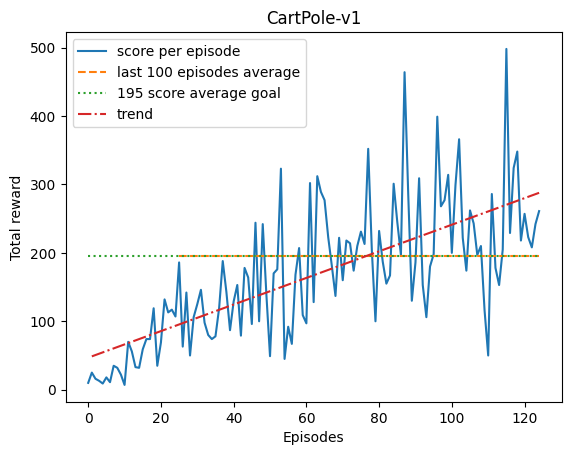 CartPole-v1
score per episode
last 100 episodes average
195 score average goal
trend
Total reward
500
400
300
200
100
0
0 20 40 60 80 100 120
Episodes